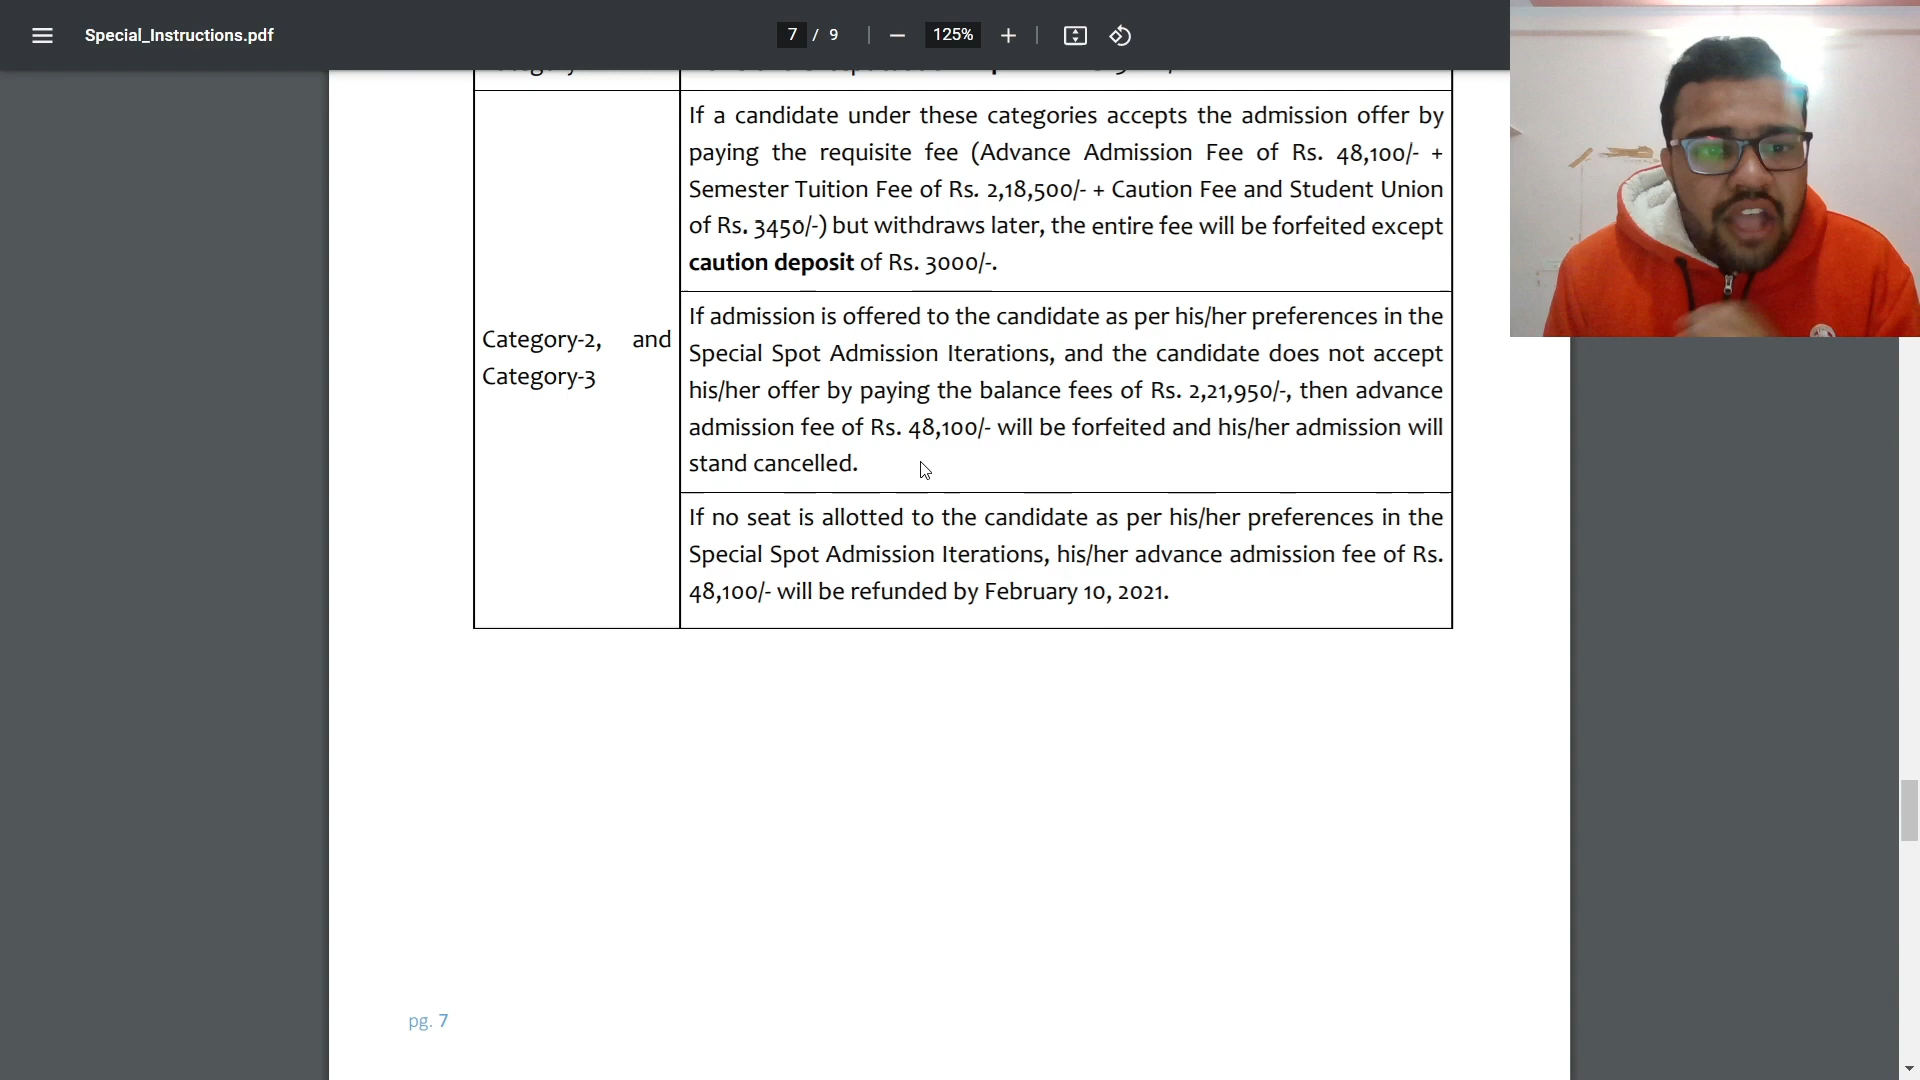 Special_Instructions.pdf
7 / 9
125%
If a candidate under these categories accepts the admission offer by
paying the requisite fee (Advance Admission Fee of Rs. 48,100/- +
Semester Tuition Fee of Rs. 2,18,500/- + Caution Fee and Student Union
of Rs. 3450/-) but withdraws later, the entire fee will be forfeited except
caution deposit of Rs. 3000/-.
Category-2, and
Category-3
If admission is offered to the candidate as per his/her preferences in the
Special Spot Admission Iterations, and the candidate does not accept
his/her offer by paying the balance fees of Rs. 2,21,950/-, then advance
admission fee of Rs. 48,100/- will be forfeited and his/her admission will
stand cancelled.
If no seat is allotted to the candidate as per his/her preferences in the
Special Spot Admission Iterations, his/her advance admission fee of Rs.
48,100/- will be refunded by February 10, 2021.
pg. 7